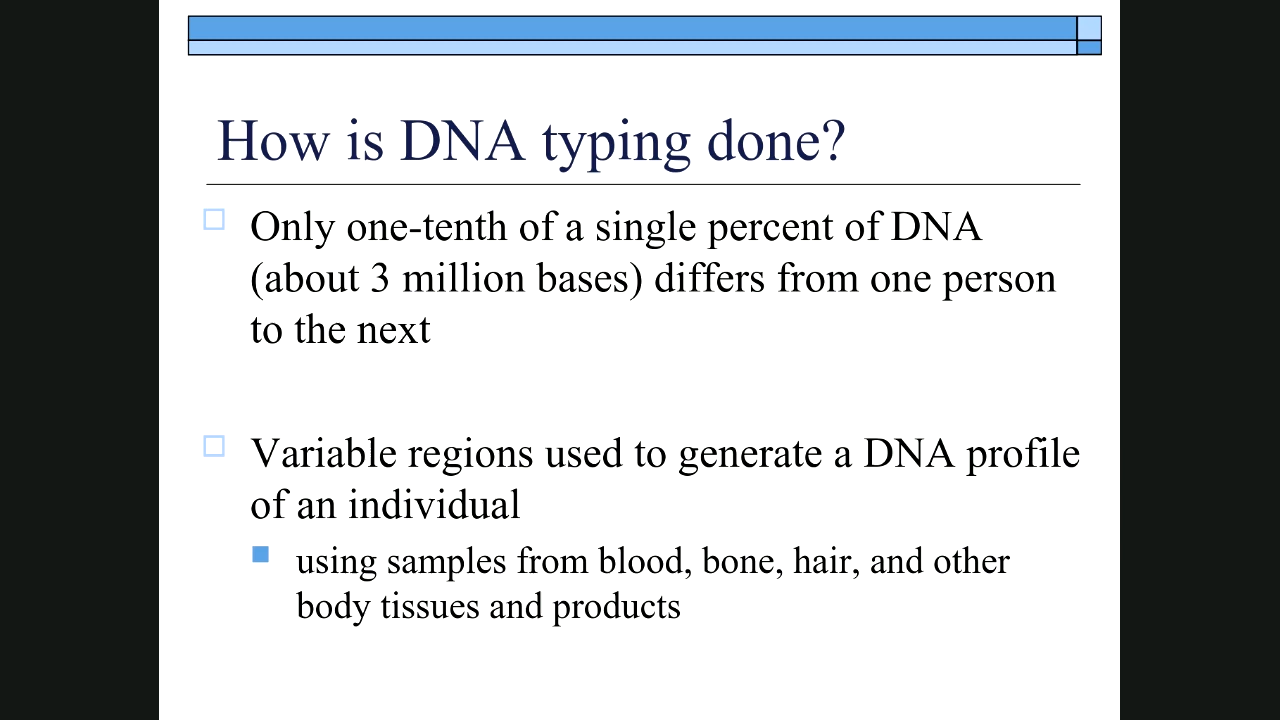 How is DNA typing done?
Only one-tenth of a single percent of DNA
(about 3 million bases) differs from one person
to the next
Variable regions used to generate a DNA profile
of an individual
using samples from blood, bone, hair, and other
body tissues and products